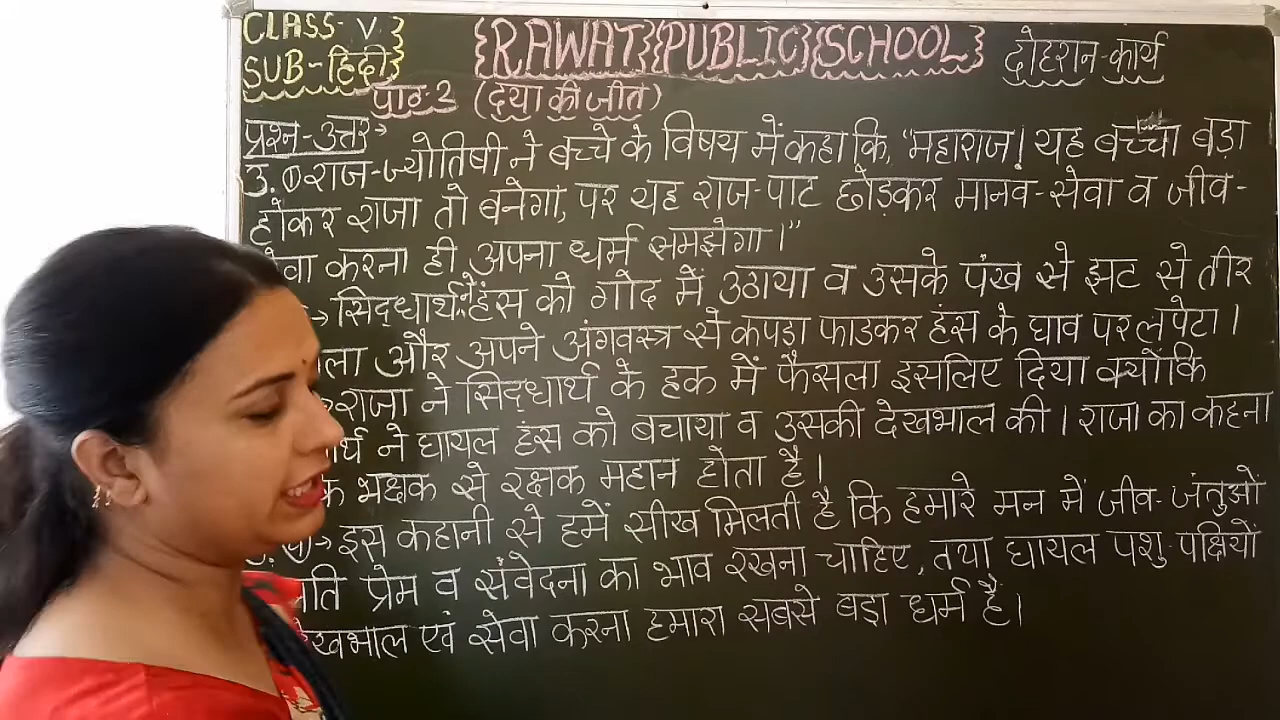 CLASS- V
SUB-हिंदी
{RAWAT}{PUBLIC}{SCHOOL}
दोहरान-कार्य
पाठ-2 (दया की जीत)
प्रश्न-उत्तर
उ.① राज-ज्योतिषी ने बच्चे के विषय में कहा कि, "महाराज! यह बच्चा बड़ा
होकर राजा तो बनेगा, पर यह राज-पाट छोड़कर मानव-सेवा व जीव-
वा करना ही अपना धर्म समझेगा।"
→ सिद्धार्थ ने हंस को गोद में उठाया व उसके पंख से झट से तीर
ला और अपने अंगवस्त्र से कपड़ा फाडकर हंस के घाव पर लपेटा।
राजा ने सिद्धार्थ के हक में फैसला इसलिए दिया क्योंकि
र्थ ने घायल हंस को बचाया व उसकी देखभाल की। राजा का कहना
भक्षक से रक्षक महान होता है।
उ.④→ इस कहानी से हमें सीख मिलती है कि हमारे मन में जीव-जंतुओं
ति प्रेम व संवेदना का भाव रखना चाहिए, तथा घायल पशु-पक्षियों
खभाल एवं सेवा करना हमारा सबसे बड़ा धर्म है।